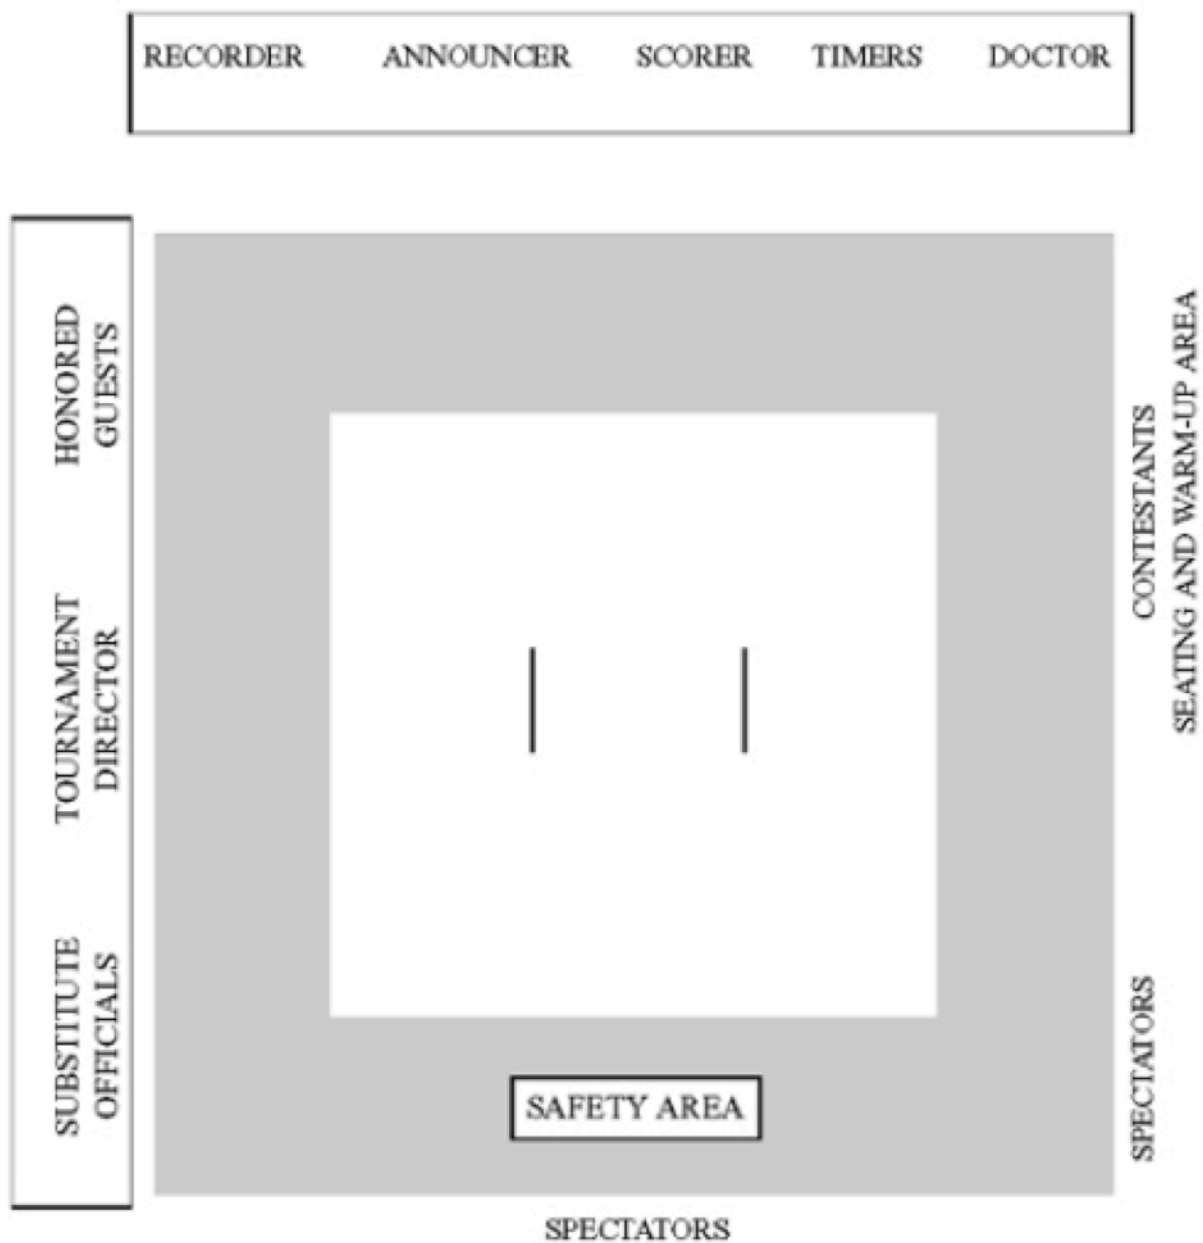 RECORDER ANNOUNCER SCORER TIMERS DOCTOR
HONORED
GUESTS
TOURNAMENT
DIRECTOR
SUBSTITUTE
OFFICIALS
CONTESTANTS
SEATING AND WARM-UP AREA
SPECTATORS
SAFETY AREA
SPECTATORS